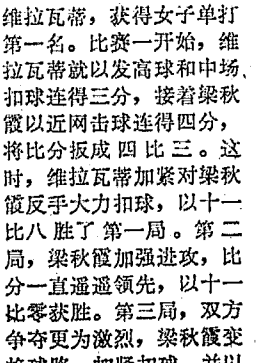 维拉瓦蒂，获得女子单打
第一名。比赛一开始，维
拉瓦蒂就以发高球和中场
扣球连得三分，接着梁秋
霞以近网击球连得四分，
将比分扳成四比三。这
时，维拉瓦蒂加紧对梁秋
霞反手大力扣球，以十一
比八胜了第一局。第二
局，梁秋霞加强进攻，比
分一直遥遥领先，以十一
比零获胜。第三局，双方
争夺更为激烈，梁秋霞变